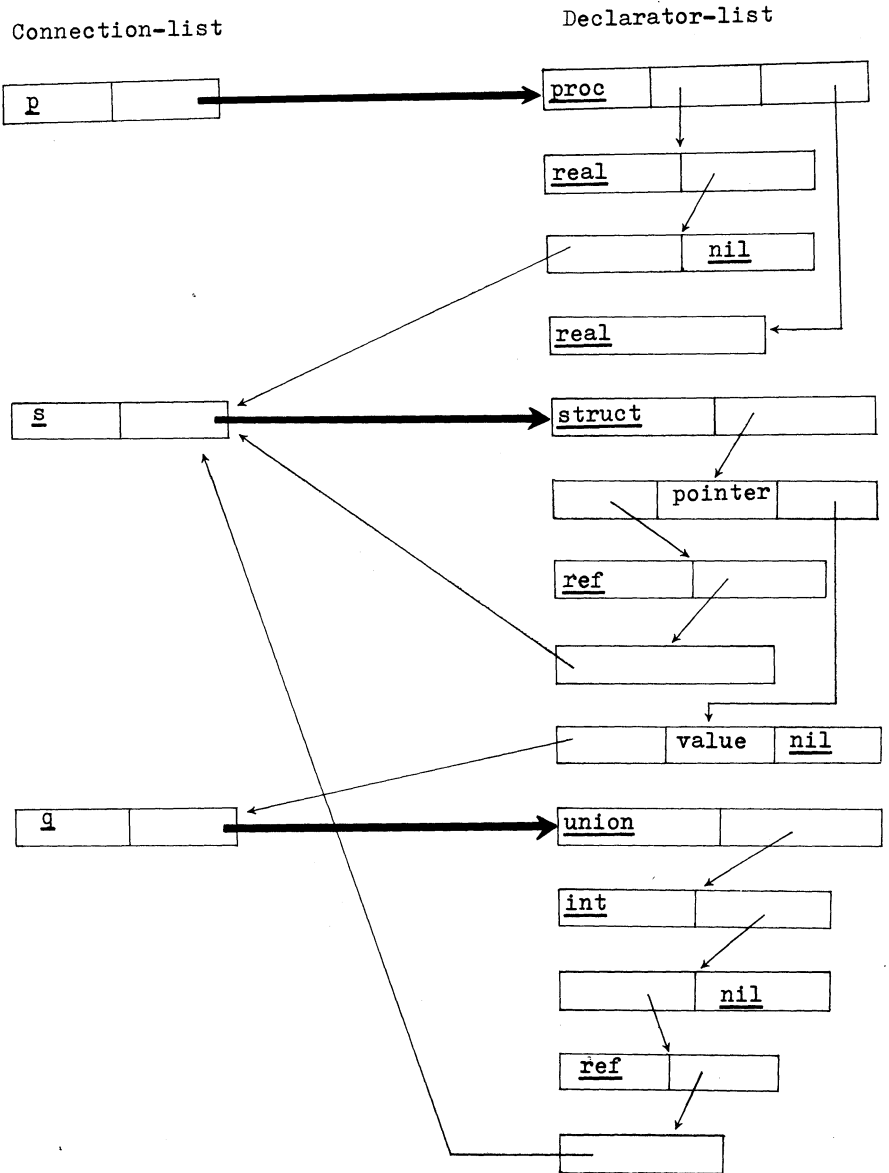 Connection-list
Declarator-list
p
proc
real
nil
real
s
struct
pointer
ref
value nil
q
union
int
nil
ref